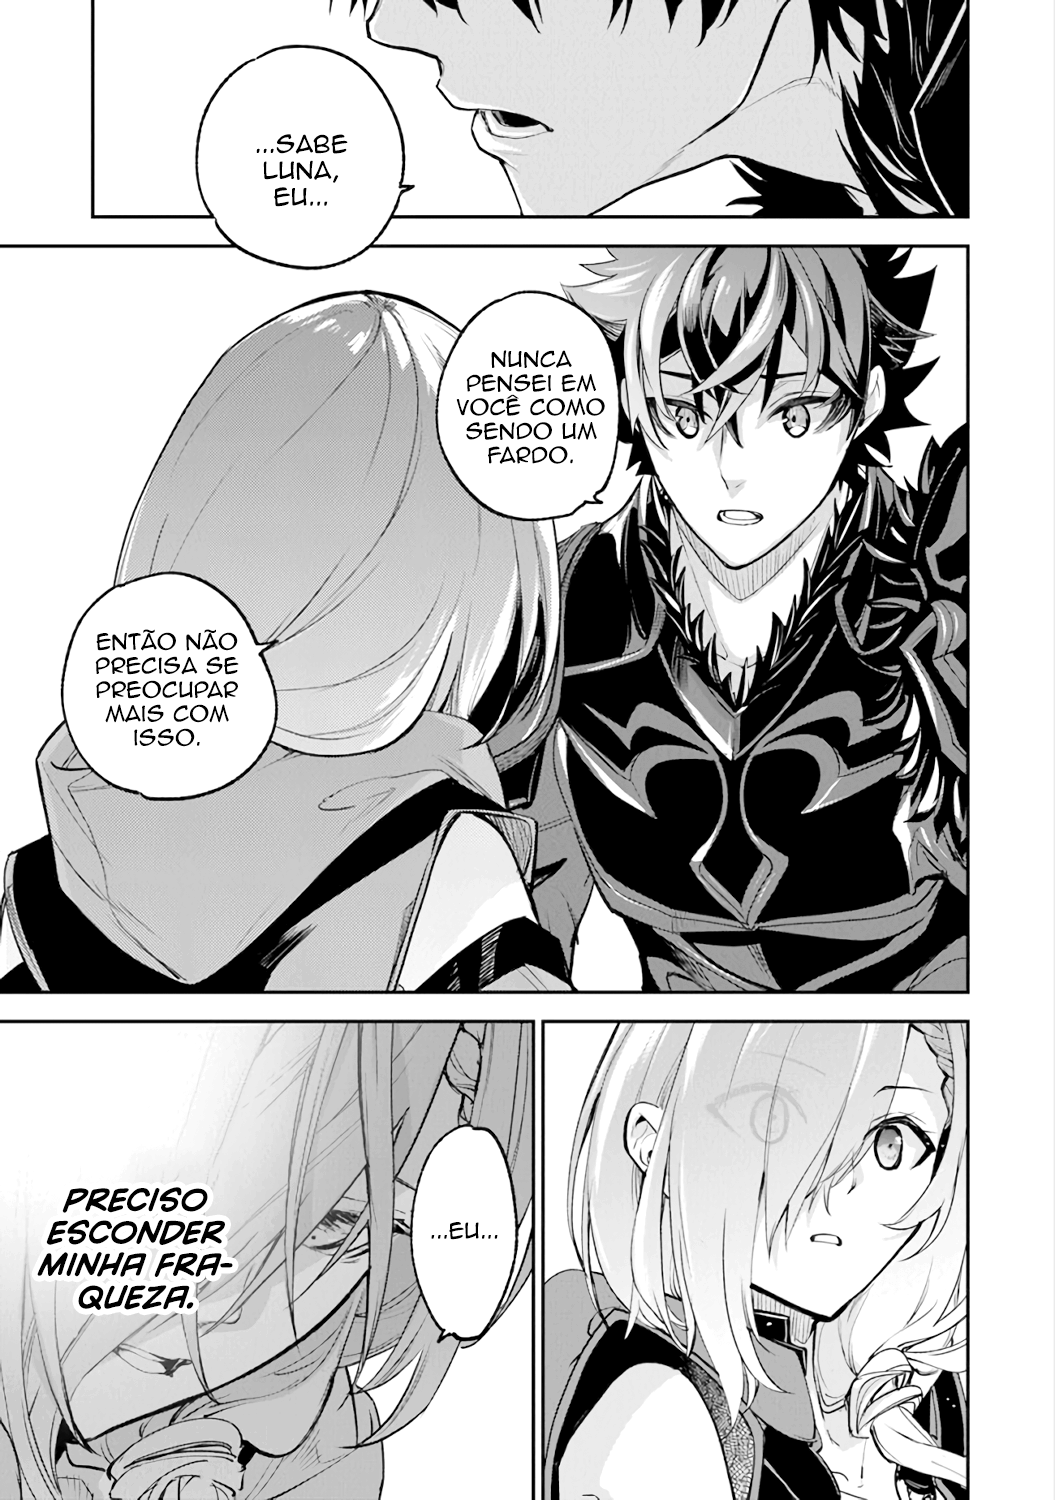 ...SABE
LUNA,
EU...
NUNCA
PENSEI EM
VOCÊ COMO
SENDO UM
FARDO.
ENTÃO NÃO
PRECISA SE
PREOCUPAR
MAIS COM
ISSO.
...EU...
PRECISO
ESCONDER
MINHA FRA-
QUEZA.